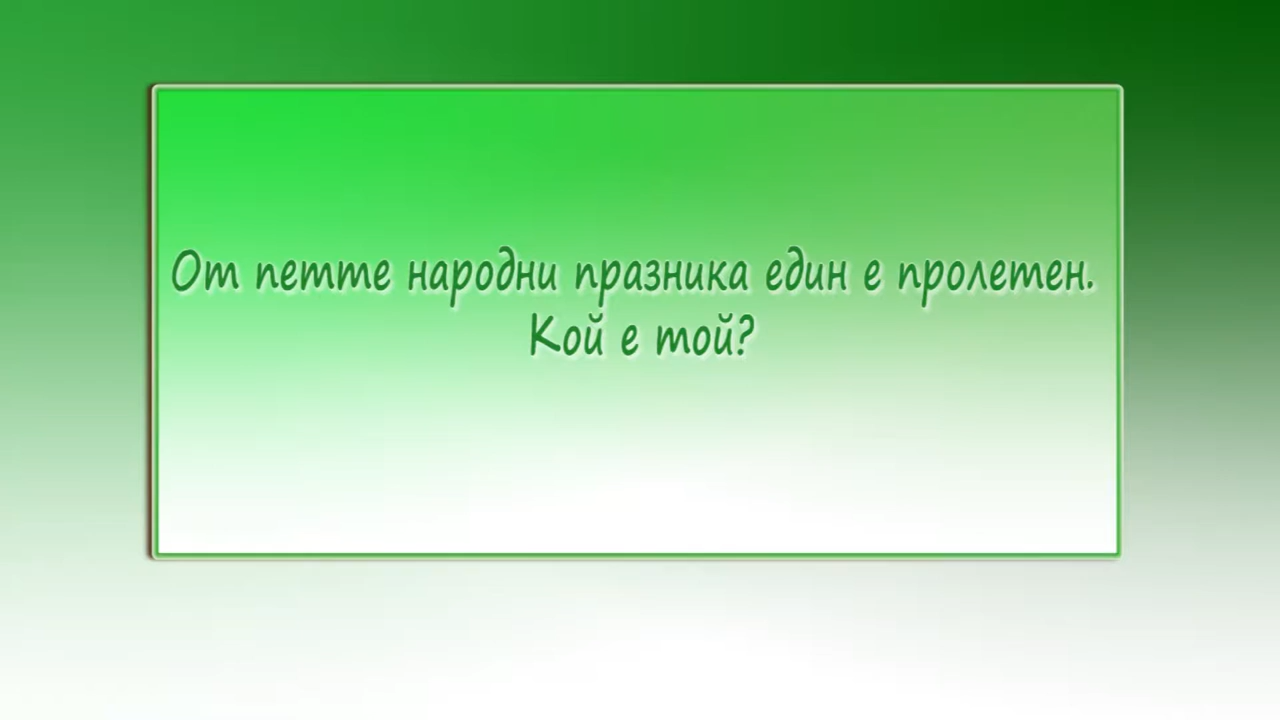 От петте народни празника един е пролетен.
Кой е той?